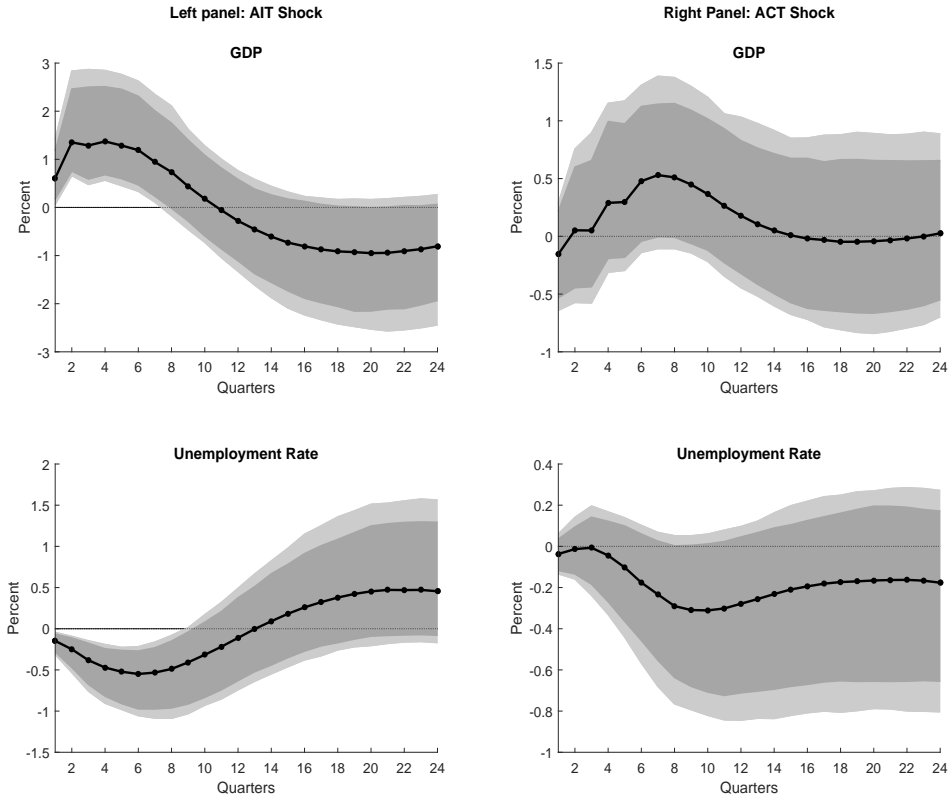 Left panel: AIT Shock
Right Panel: ACT Shock
GDP
3
2
1
0
-1
-2
-3
Percent
2 4 6 8 10 12 14 16 18 20 22 24
Quarters
GDP
1.5
1
0.5
0
-0.5
-1
Percent
2 4 6 8 10 12 14 16 18 20 22 24
Quarters
Unemployment Rate
2
1.5
1
0.5
0
-0.5
-1
-1.5
Percent
2 4 6 8 10 12 14 16 18 20 22 24
Quarters
Unemployment Rate
0.4
0.2
0
-0.2
-0.4
-0.6
-0.8
-1
Percent
2 4 6 8 10 12 14 16 18 20 22 24
Quarters